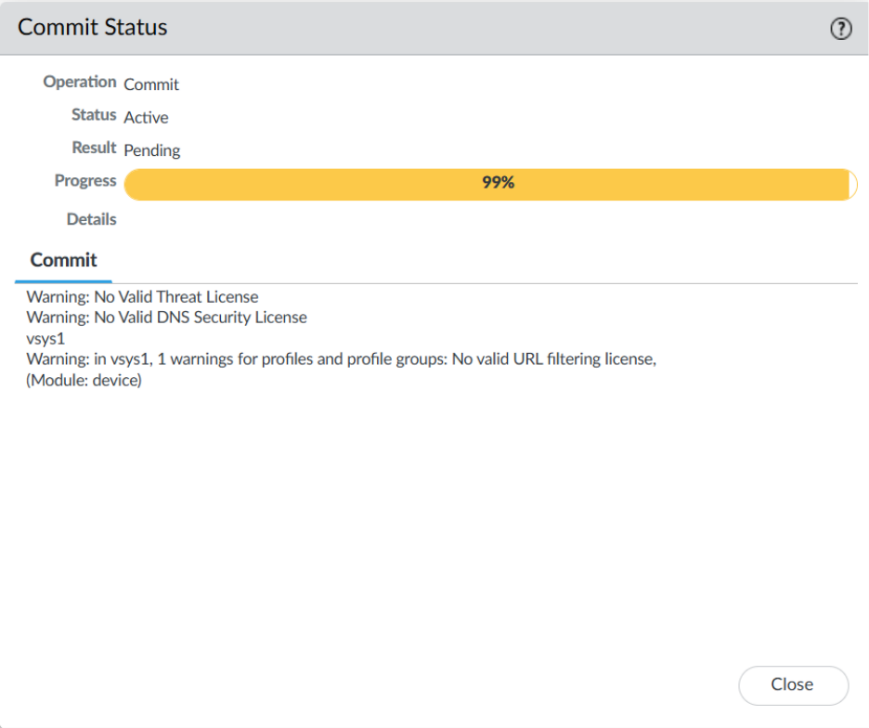 Commit Status
?
Operation Commit
Status Active
Result Pending
Progress 99%
Details
Commit
Warning: No Valid Threat License
Warning: No Valid DNS Security License
vsys1
Warning: in vsys1, 1 warnings for profiles and profile groups: No valid URL filtering license,
(Module: device)
Close